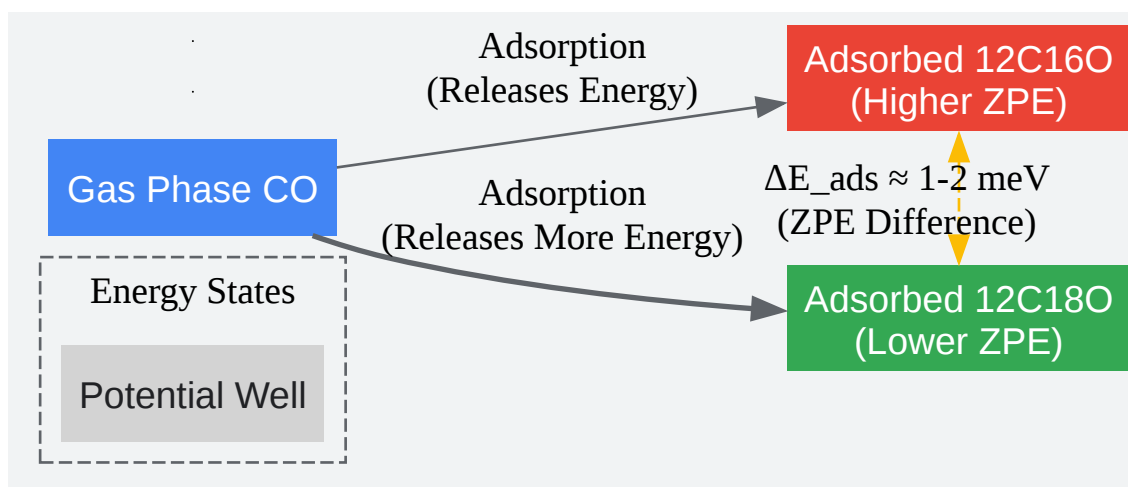 Adsorption
(Releases Energy)
Adsorbed 12C16O
(Higher ZPE)
Gas Phase CO
Adsorption
(Releases More Energy)
ΔE_ads ≈ 1-2 meV
(ZPE Difference)
Energy States
Potential Well
Adsorbed 12C18O
(Lower ZPE)